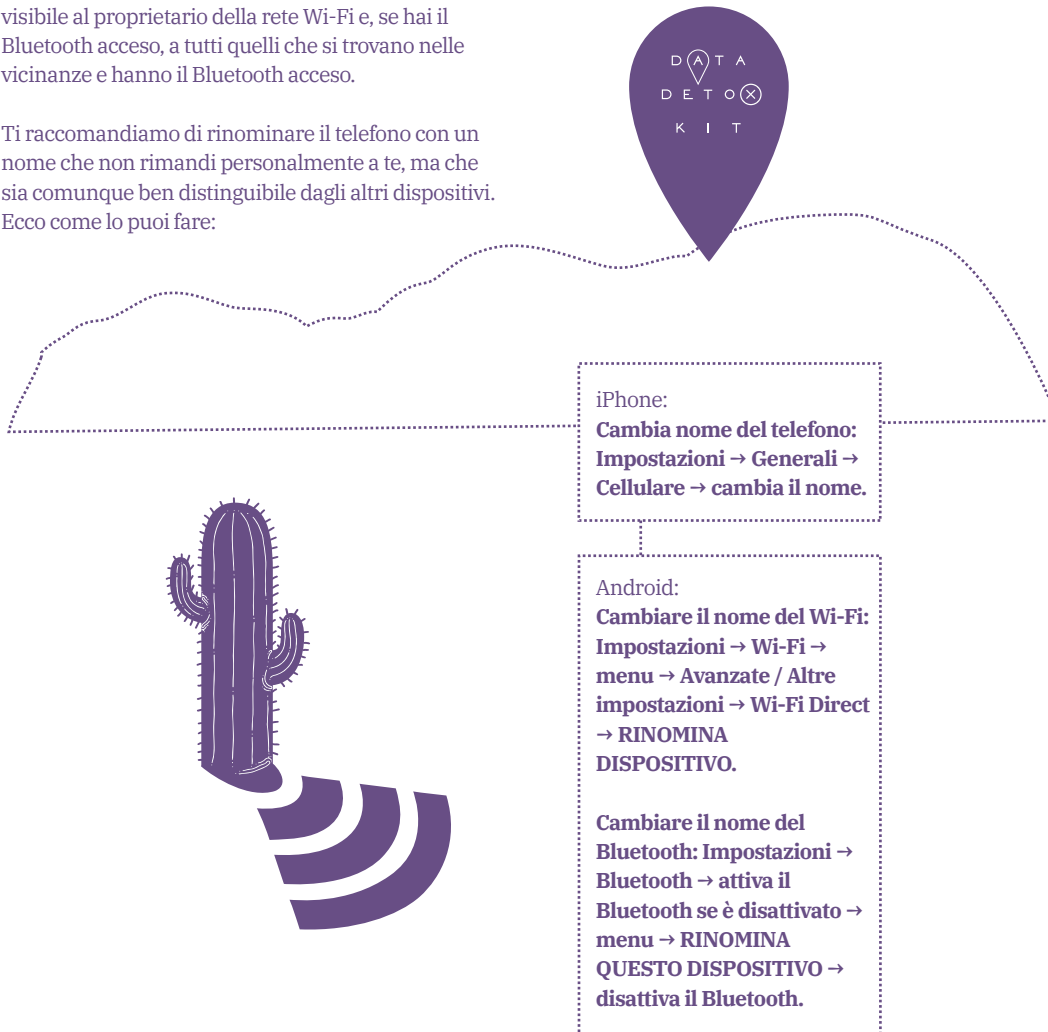 visibile al proprietario della rete Wi-Fi e, se hai il
Bluetooth acceso, a tutti quelli che si trovano nelle
vicinanze e hanno il Bluetooth acceso.
Ti raccomandiamo di rinominare il telefono con un
nome che non rimandi personalmente a te, ma che
sia comunque ben distinguibile dagli altri dispositivi.
Ecco come lo puoi fare:
DATA
DETOX
KIT
iPhone:
Cambia nome del telefono:
Impostazioni → Generali →
Cellulare → cambia il nome.
Android:
Cambiare il nome del Wi-Fi:
Impostazioni → Wi-Fi →
menu → Avanzate / Altre
impostazioni → Wi-Fi Direct
→ RINOMINA
DISPOSITIVO.
Cambiare il nome del
Bluetooth: Impostazioni →
Bluetooth → attiva il
Bluetooth se è disattivato →
menu → RINOMINA
QUESTO DISPOSITIVO →
disattiva il Bluetooth.